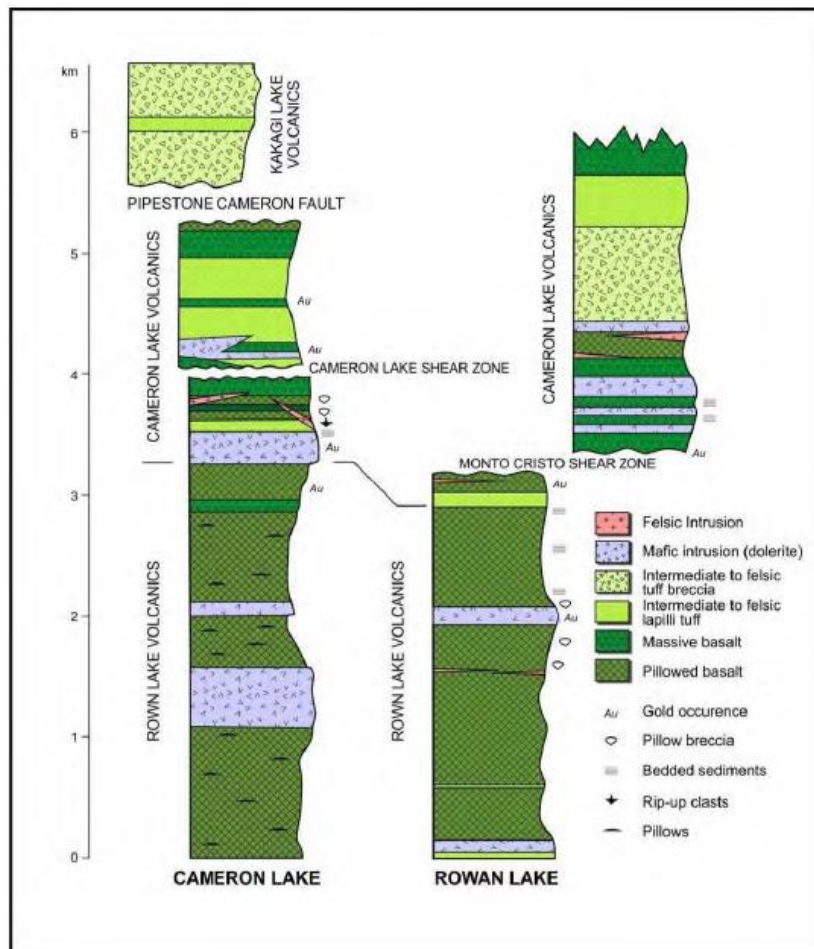 km
6
5
4
3
2
1
0
KAKAGI LAKE
VOLCANICS
PIPESTONE CAMERON FAULT
CAMERON LAKE VOLCANICS
Au
Au
CAMERON LAKE SHEAR ZONE
Au
Au
ROWN LAKE VOLCANICS
CAMERON LAKE
CAMERON LAKE VOLCANICS
Au
MONTO CRISTO SHEAR ZONE
Au
Au
ROWN LAKE VOLCANICS
ROWAN LAKE
Felsic Intrusion
Mafic intrusion (dolerite)
Intermediate to felsic
tuff breccia
Intermediate to felsic
lapilli tuff
Massive basalt
Pillowed basalt
Au Gold occurence
Pillow breccia
Bedded sediments
Rip-up clasts
Pillows